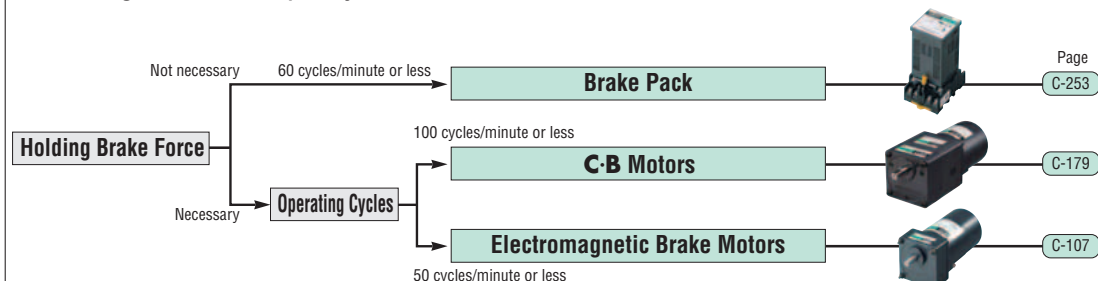 Page
Not necessary
60 cycles/minute or less
Brake Pack
C-253
100 cycles/minute or less
Holding Brake Force
C·B Motors
C-179
Operating Cycles
Necessary
Electromagnetic Brake Motors
C-107
50 cycles/minute or less